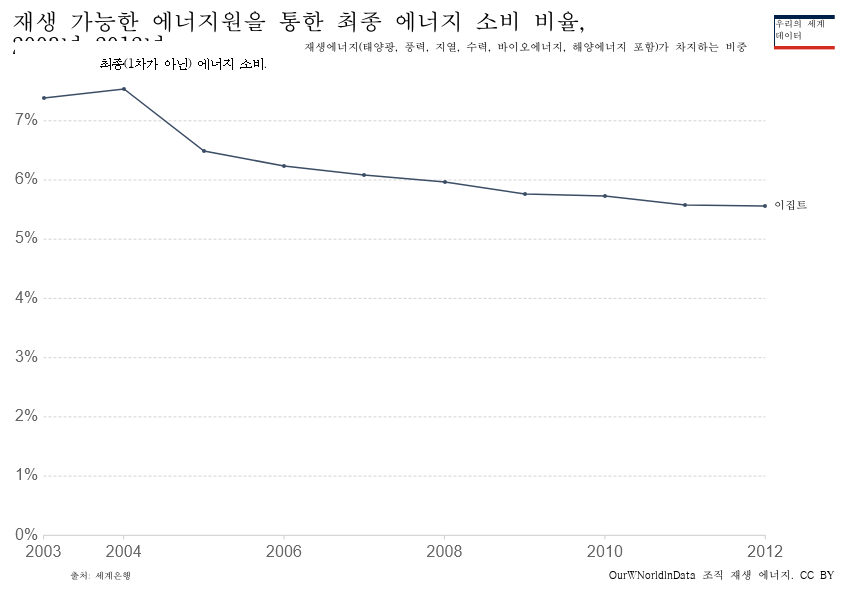 재생 가능한 에너지원을 통한 최종 에너지 소비 비율,
우리의 세계
데이터
재생에너지(태양광, 풍력, 지열, 수력, 바이오에너지, 해양에너지 포함)가 차지하는 비중
최종(1차가 아닌) 에너지 소비.
7%
6%
이집트
5%
4%
3%
2%
1%
0%
2003 2004 2006 2008 2010 2012
출처: 세계은행
OurWNorldInData 조직 재생 에너지. CC BY